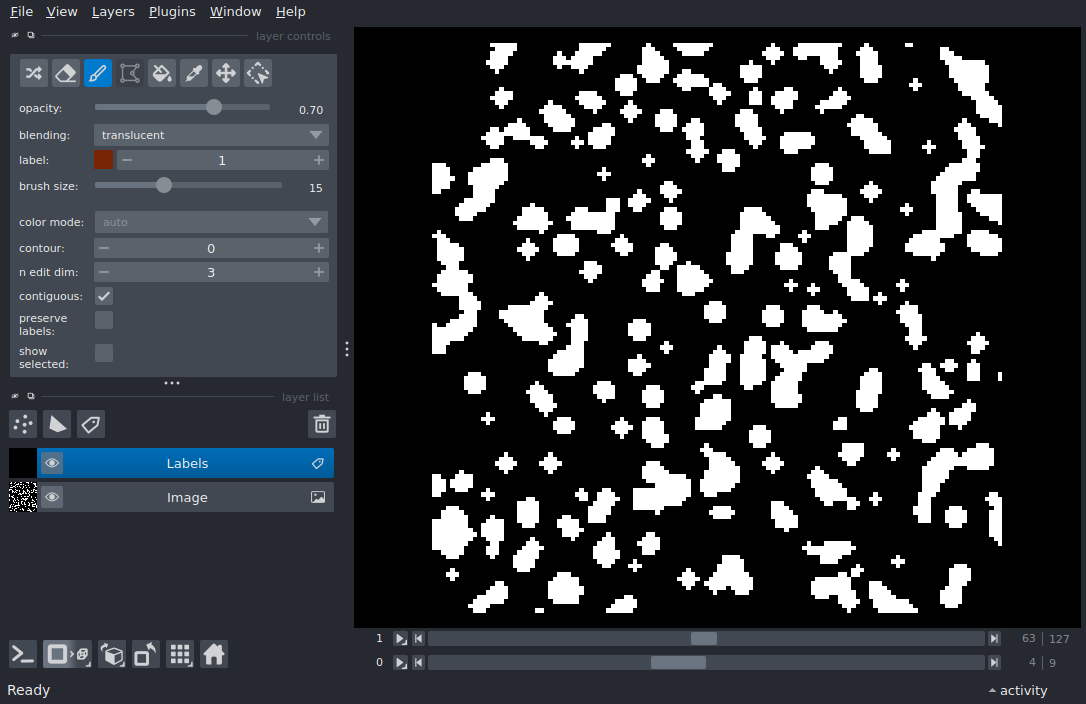 File View Layers Plugins Window Help
layer controls
opacity: 0.70
blending: translucent
label: 1
brush size: 15
color mode: auto
contour: 0
n edit dim: 3
contiguous:
preserve
labels:
show
selected:
layer list
Labels
Image
1 63 127
0 4 9
Ready activity